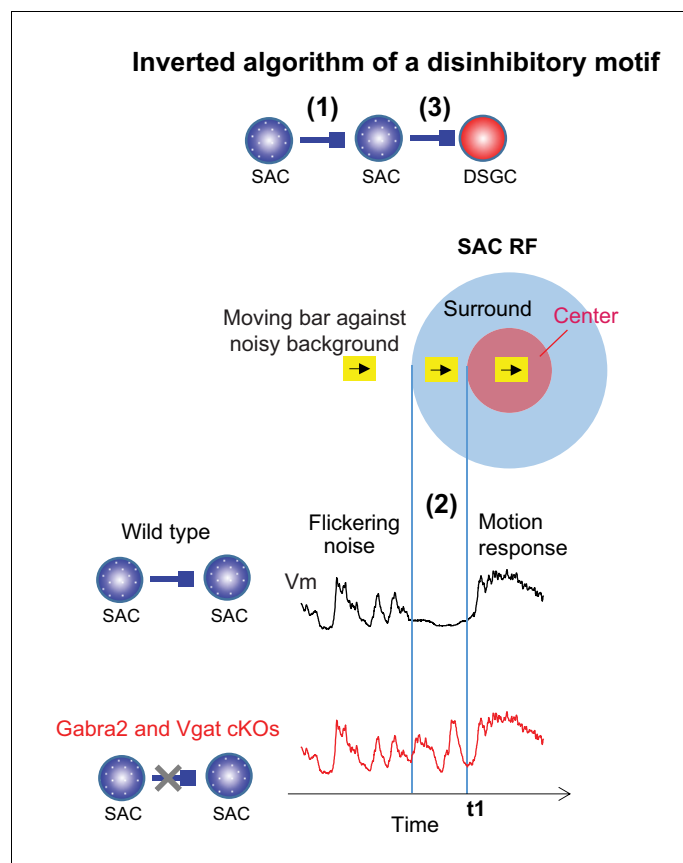 Inverted algorithm of a disinhibitory motif
(1) (3)
SAC SAC DSGC
SAC RF
Surround
Center
Moving bar against
noisy background
(2)
Wild type
Flickering
noise
Motion
response
Vm
SAC SAC
Gabra2 and Vgat cKOs
SAC SAC
t1
Time